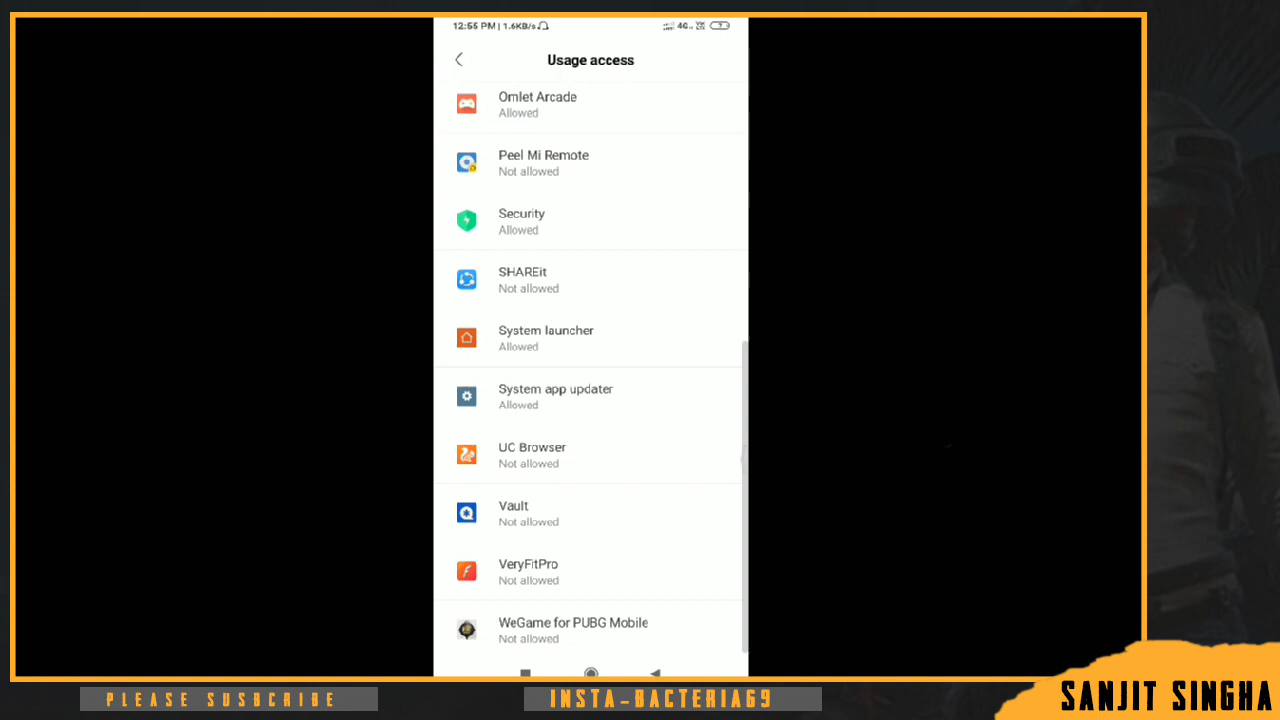 12:55 PM | 1.6KB/s
4G
Usage access
Omlet Arcade
Allowed
Peel Mi Remote
Not allowed
Security
Allowed
SHAREit
Not allowed
System launcher
Allowed
System app updater
Allowed
UC Browser
Not allowed
Vault
Not allowed
VeryFitPro
Not allowed
WeGame for PUBG Mobile
Not allowed
PLEASE SUSBCRIBE
INSTA-BACTERIA69
SANJIT SINGHA